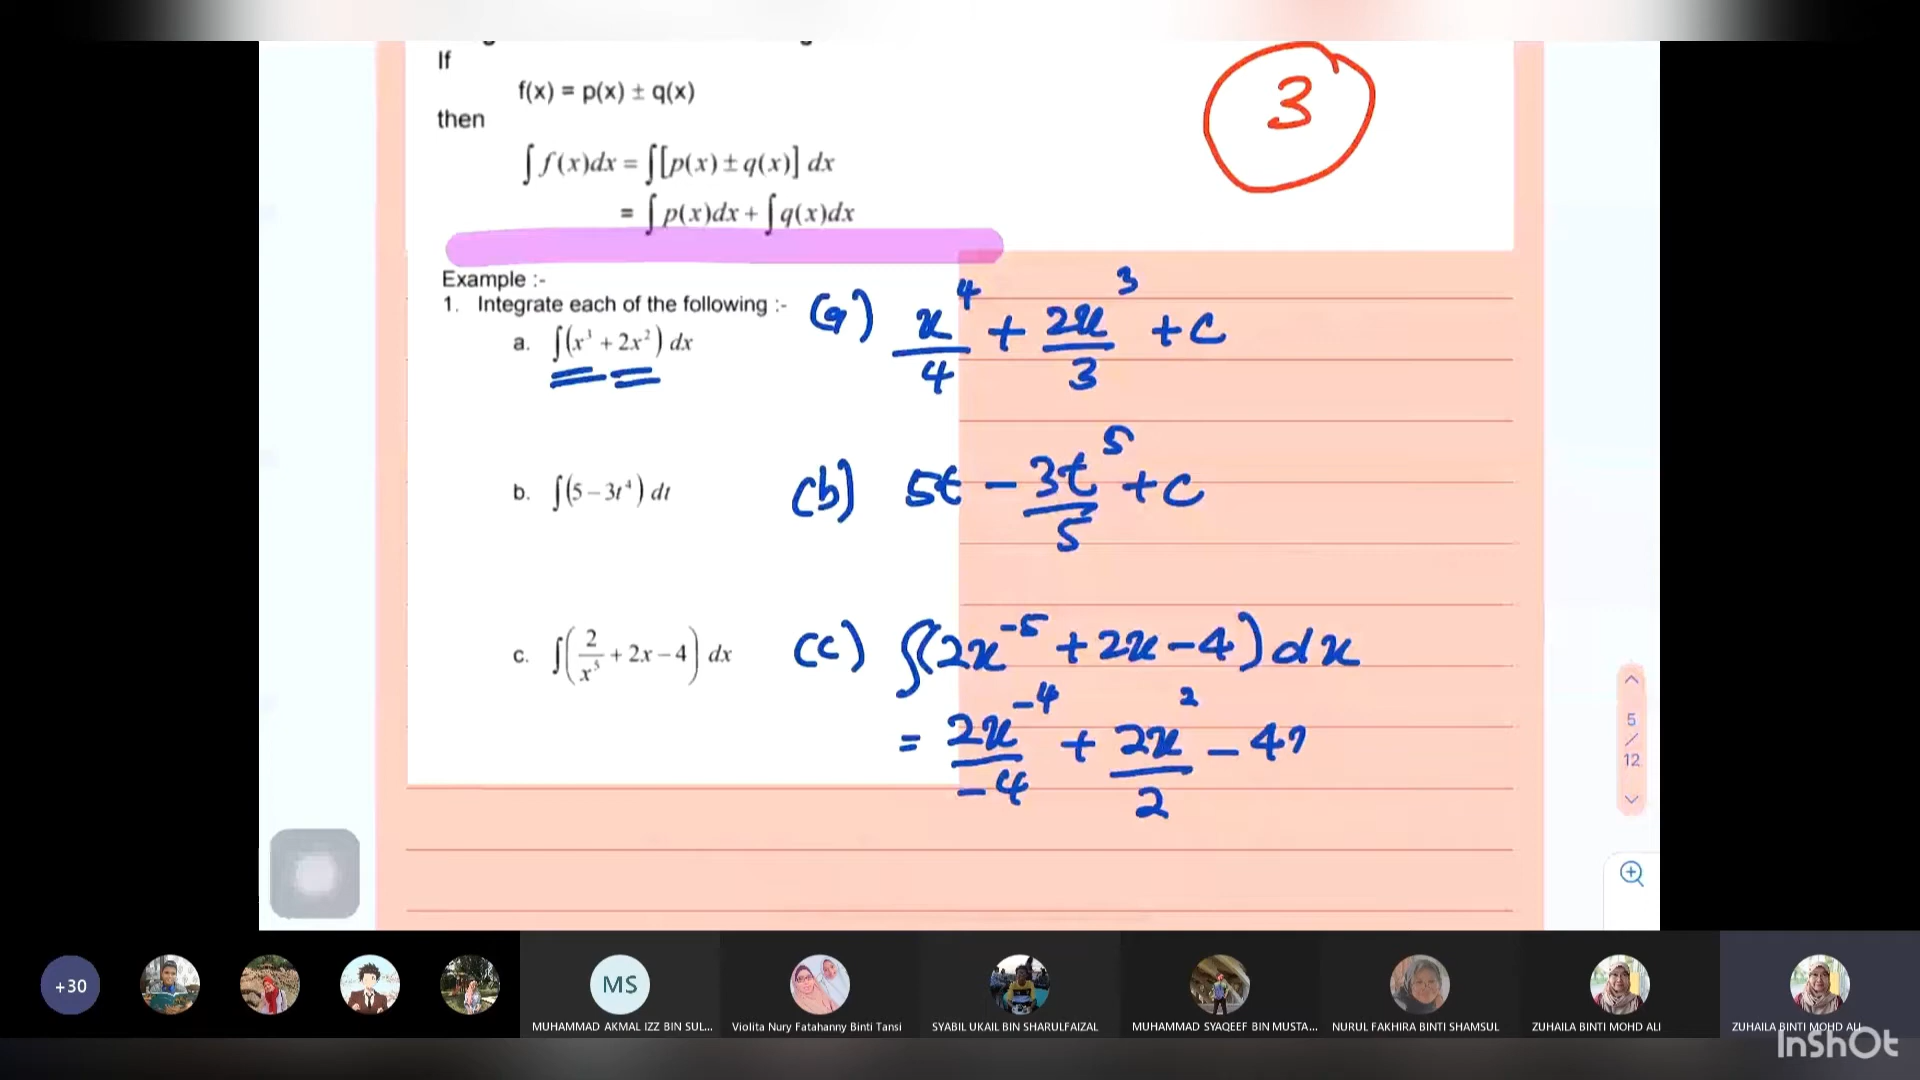 If
f(x) = p(x) ± q(x)
then
∫ f(x)dx = ∫[p(x) ± q(x)] dx
= ∫ p(x)dx + ∫ q(x)dx
3
Example :-
1. Integrate each of the following :-
a. ∫(x³ + 2x²) dx
(a) x⁴/4 + 2x³/3 + c
b. ∫(5 – 3t⁴) dt
(b) 5t – 3t⁵/5 + c
c. ∫(2/x⁵ + 2x – 4) dx
(c) ∫(2x⁻⁵ + 2x – 4) dx
= 2x⁻⁴/–4 + 2x²/2 – 4
5
/
12
+30
MS
MUHAMMAD AKMAL IZZ BIN SUL...
Violita Nury Fatahanny Binti Tansi
SYABIL UKAIL BIN SHARULFAIZAL
MUHAMMAD SYAQEEF BIN MUSTA...
NURUL FAKHIRA BINTI SHAMSUL
ZUHAILA BINTI MOHD ALI
ZUHAILA BINTI MOHD ALI
InShOt